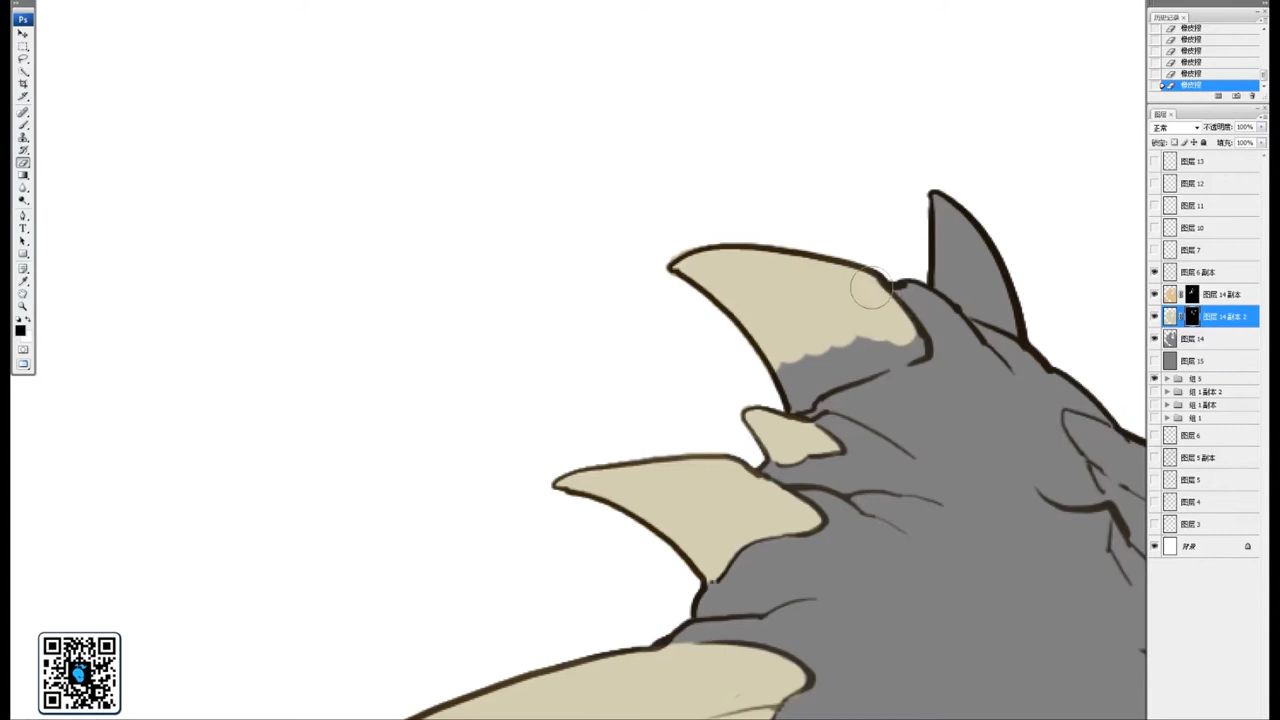 Ps
历史记录
橡皮擦
橡皮擦
橡皮擦
橡皮擦
橡皮擦
橡皮擦
图层
正常
不透明度: 100%
锁定:
填充: 100%
图层 13
图层 12
图层 11
图层 10
图层 7
图层 6 副本
图层 14 副本
图层 14 副本 2
图层 14
图层 15
组 5
组 1 副本 2
组 1 副本
组 1
图层 6
图层 5 副本
图层 5
图层 4
图层 3
背景
T